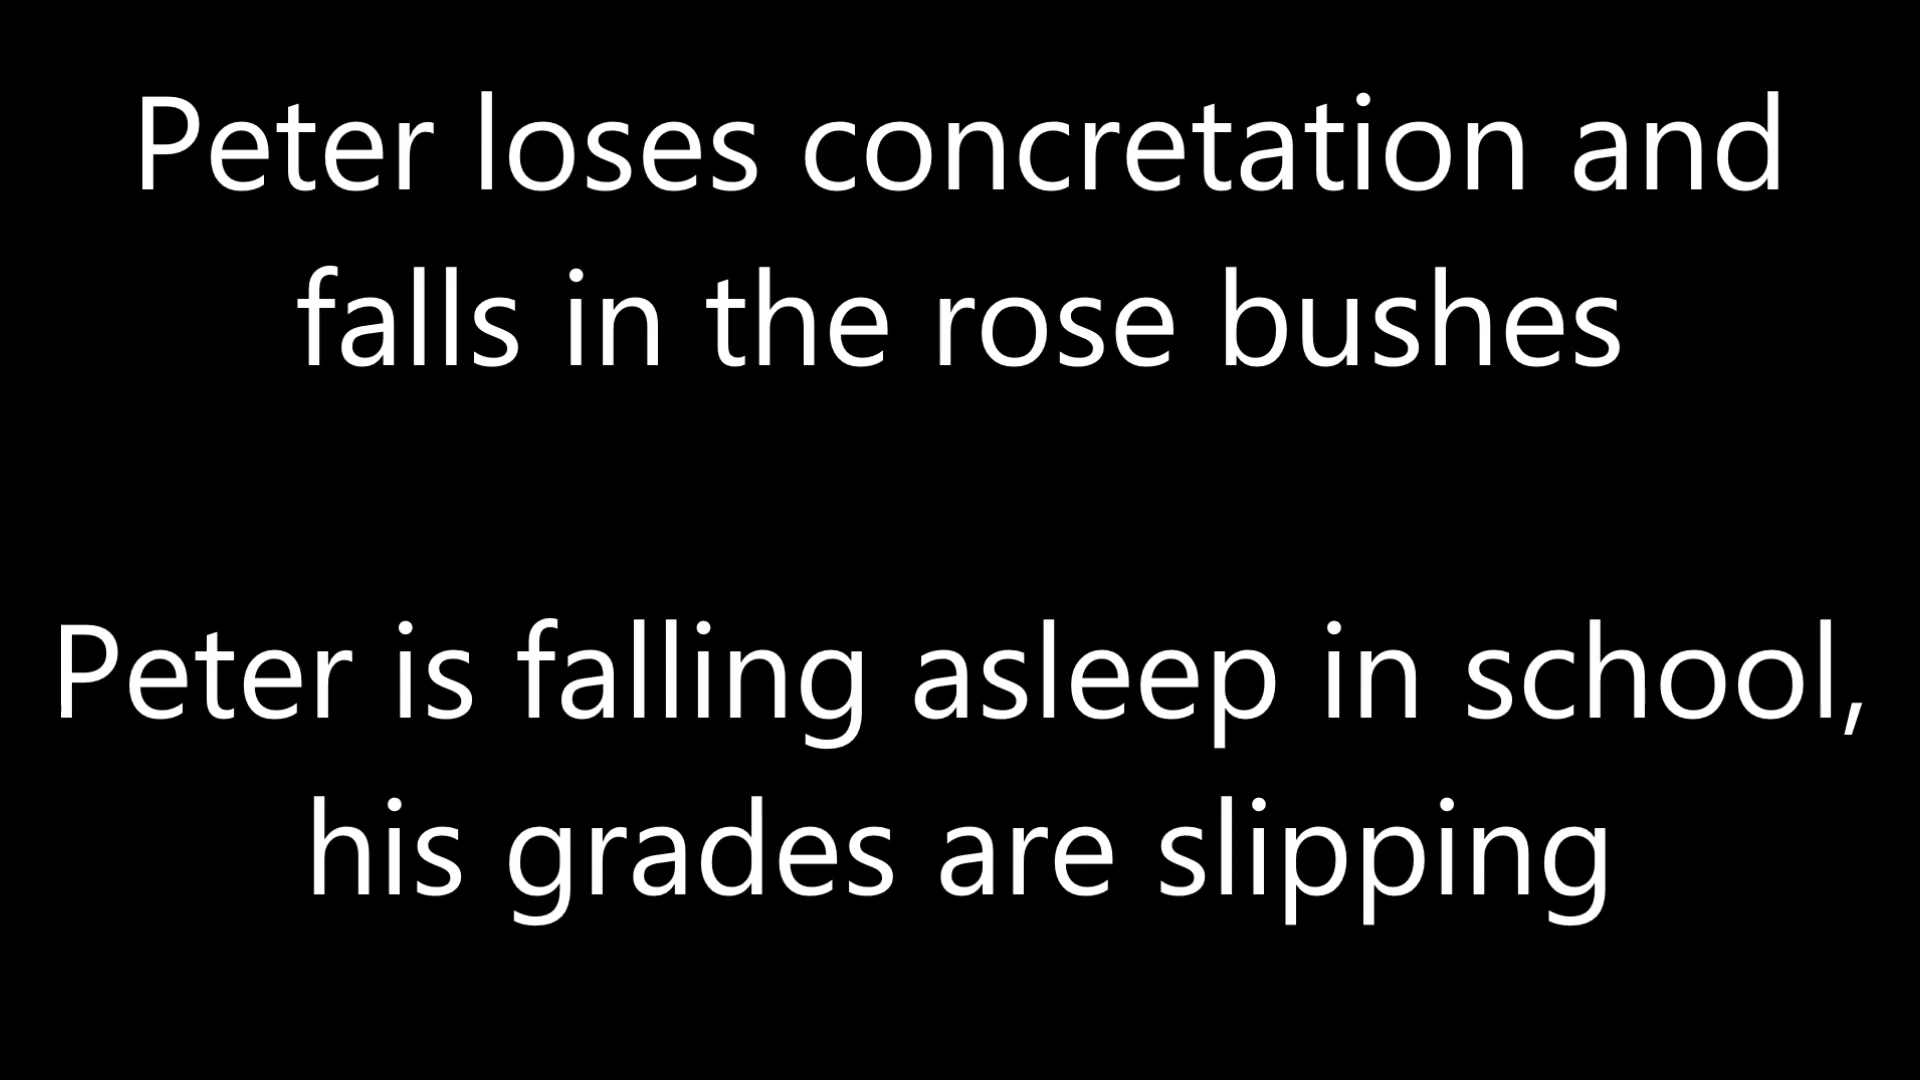 Peter loses concretation and
falls in the rose bushes
Peter is falling asleep in school,
his grades are slipping